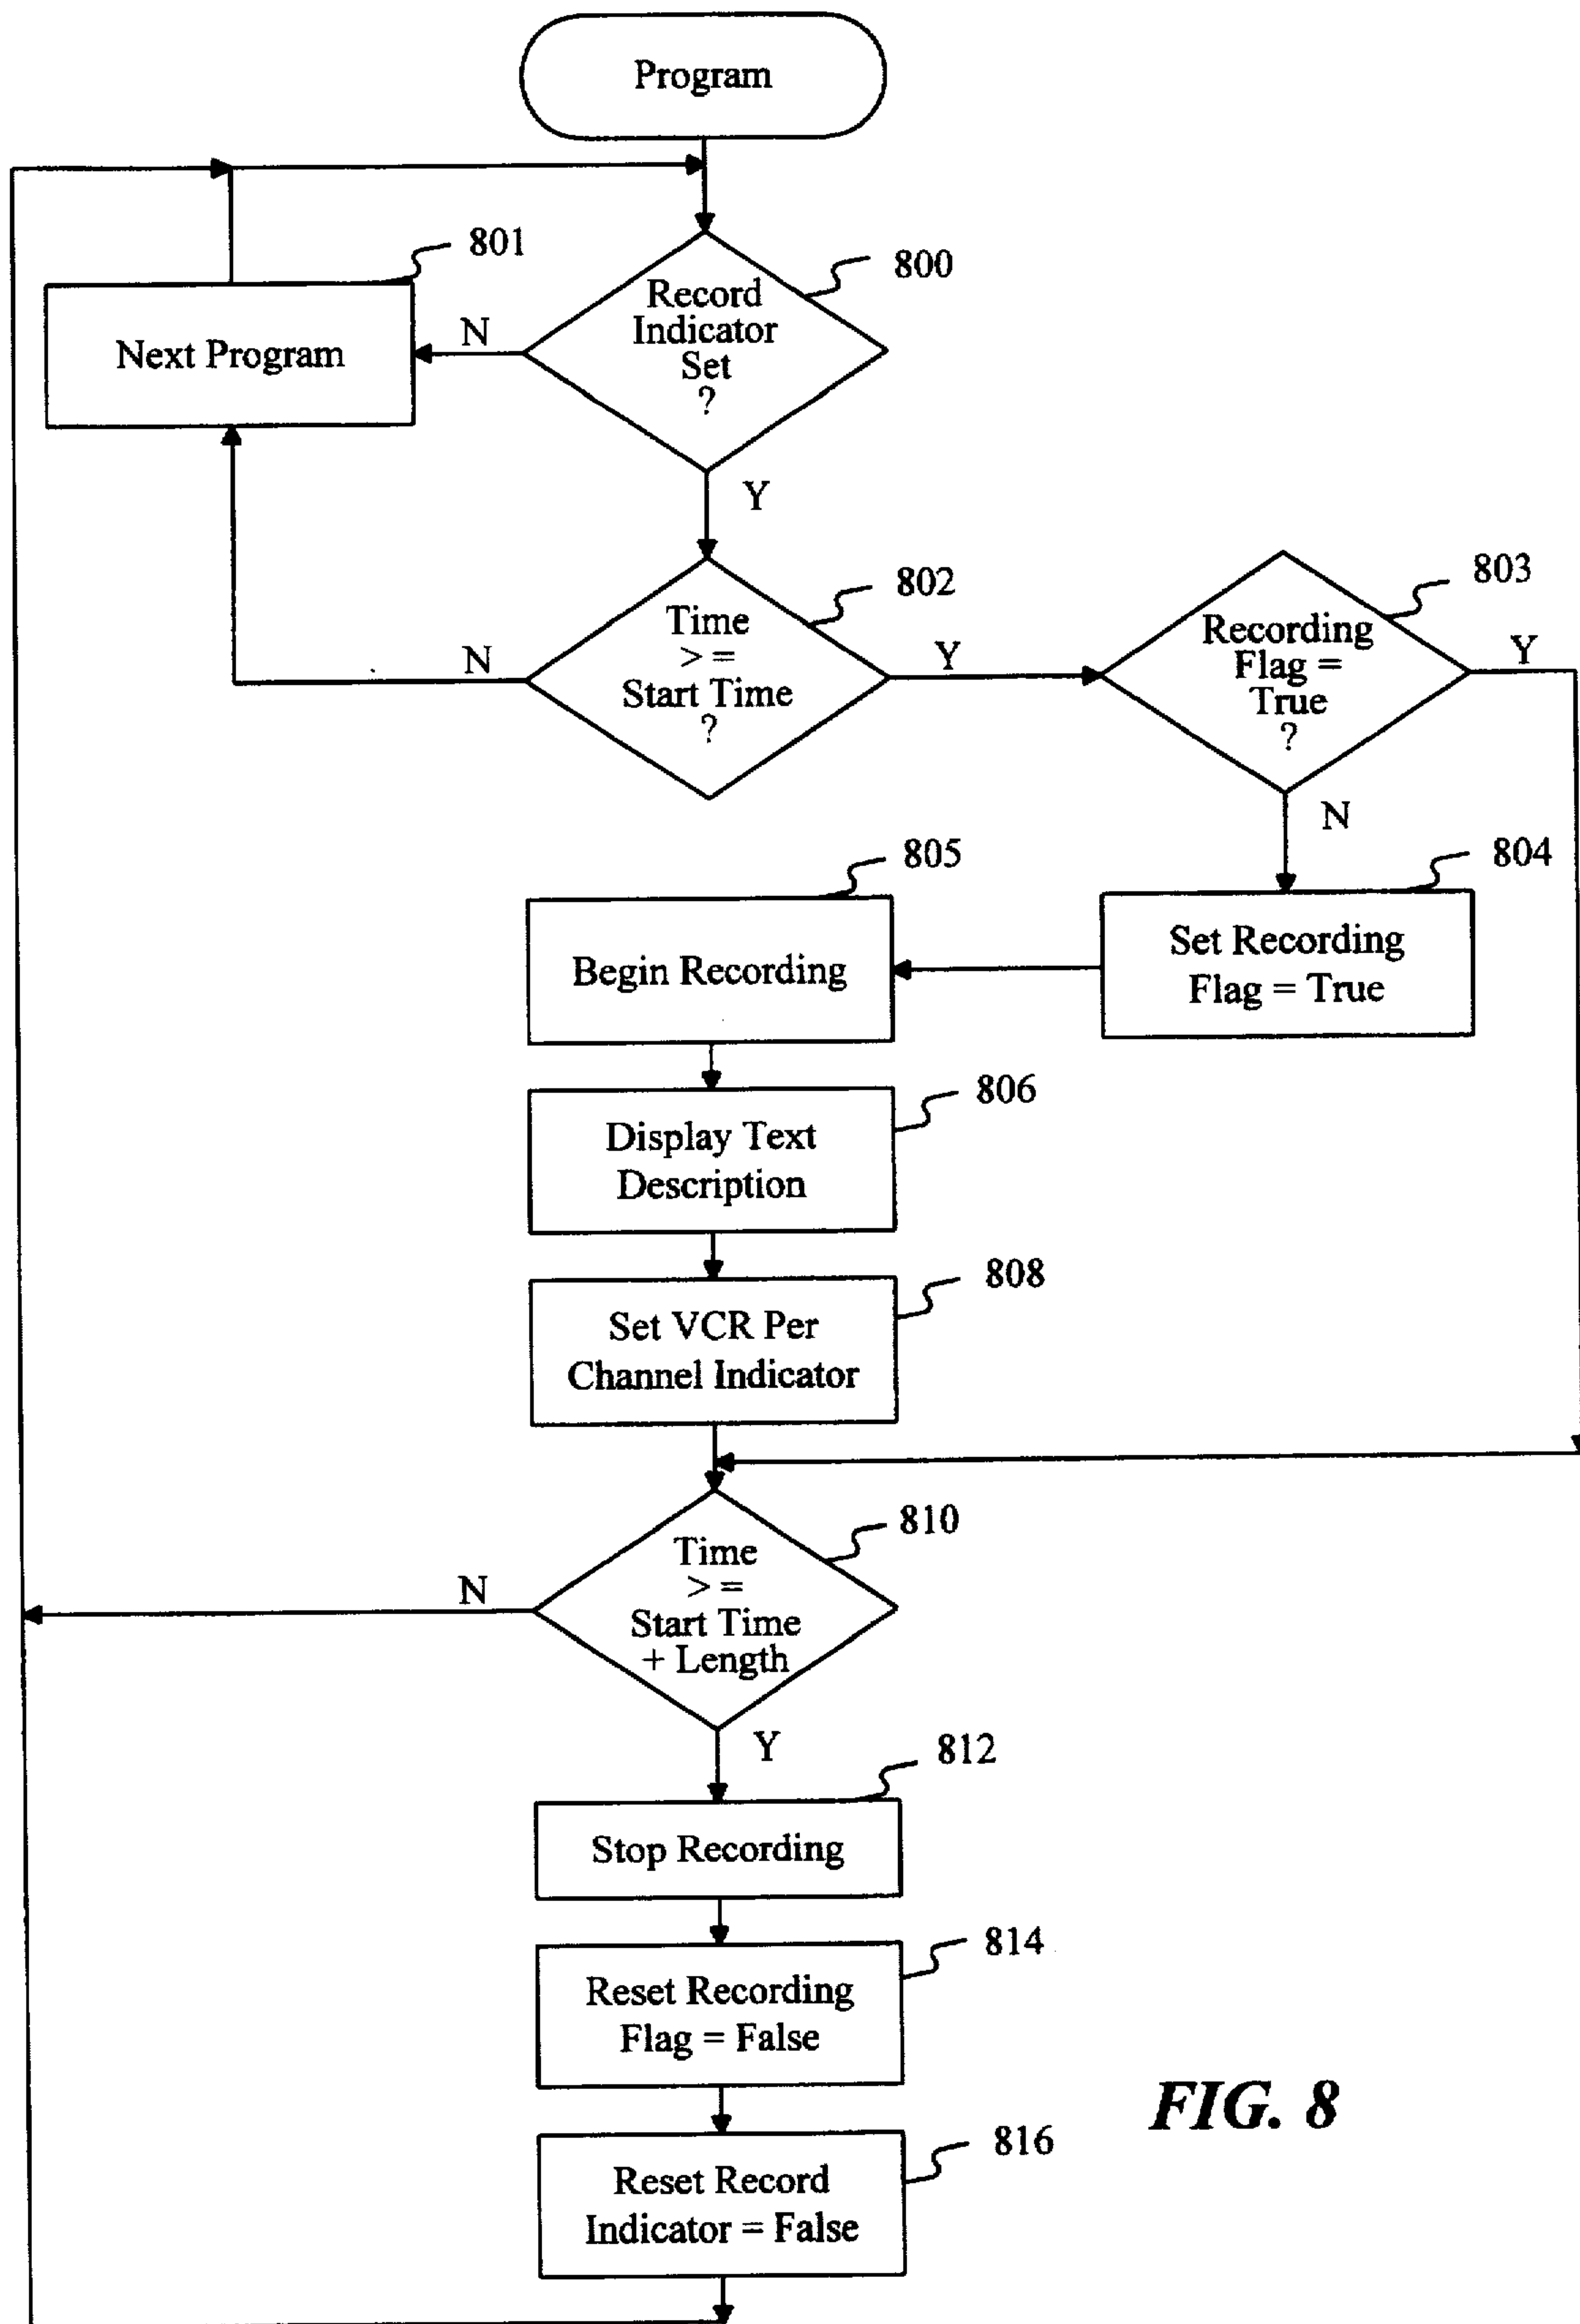 Program
801
800
Record
Indicator
Set
?
N
Next Program
Y
802
803
Time
>=
Start Time
?
N
Y
Recording
Flag =
True
?
Y
N
805
804
Begin Recording
Set Recording
Flag = True
806
Display Text
Description
808
Set VCR Per
Channel Indicator
810
Time
>=
Start Time
+ Length
N
Y
812
Stop Recording
814
Reset Recording
Flag = False
FIG. 8
816
Reset Record
Indicator = False